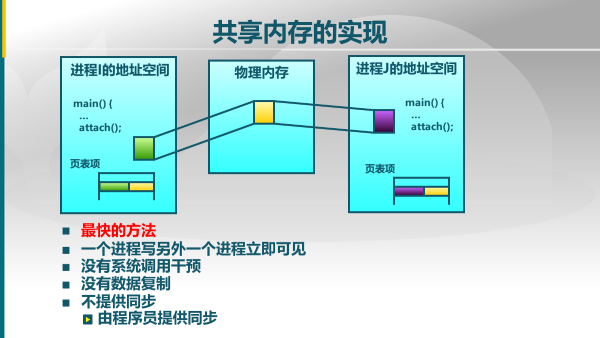 共享内存的实现
进程I的地址空间
main() {
...
attach();
页表项
物理内存
进程J的地址空间
main() {
...
attach();
页表项
最快的方法
一个进程写另外一个进程立即可见
没有系统调用干预
没有数据复制
不提供同步
由程序员提供同步